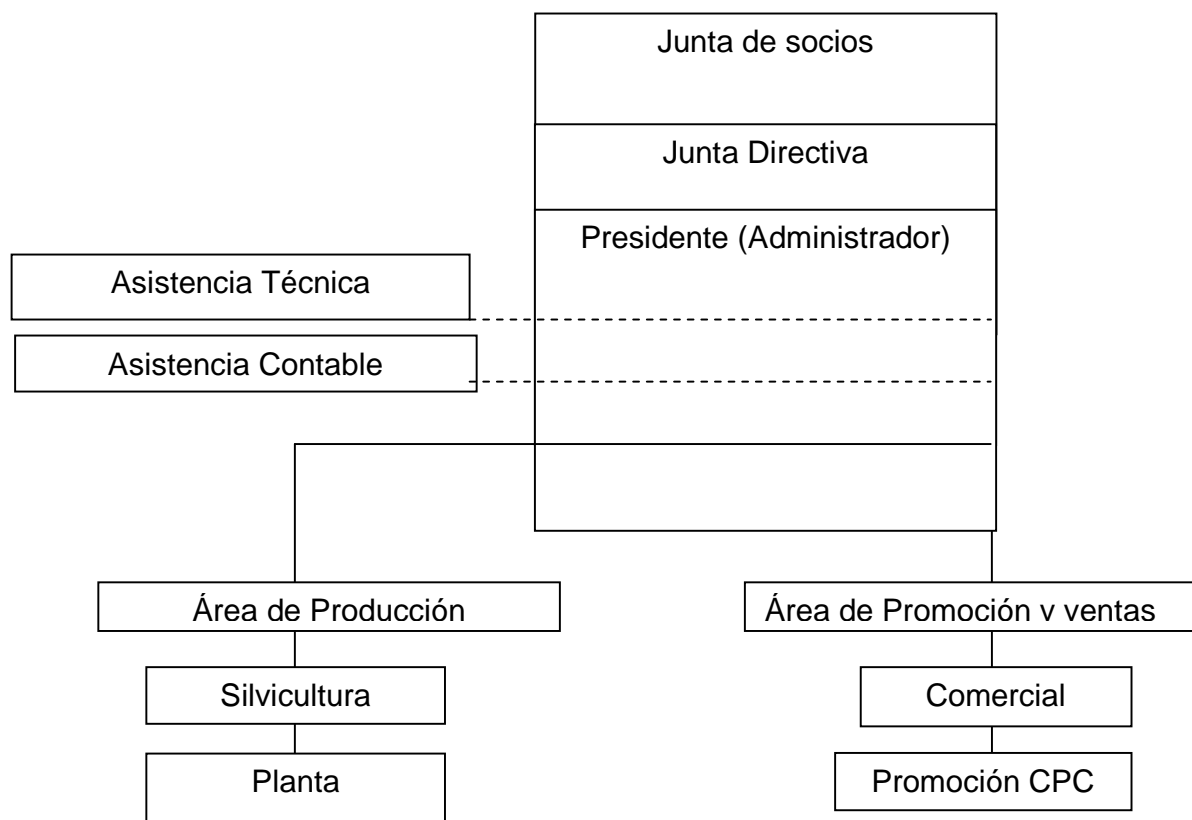 Junta de socios
Junta Directiva
Presidente (Administrador)
Asistencia Técnica
Asistencia Contable
Área de Producción
Área de Promoción v ventas
Silvicultura
Comercial
Planta
Promoción CPC